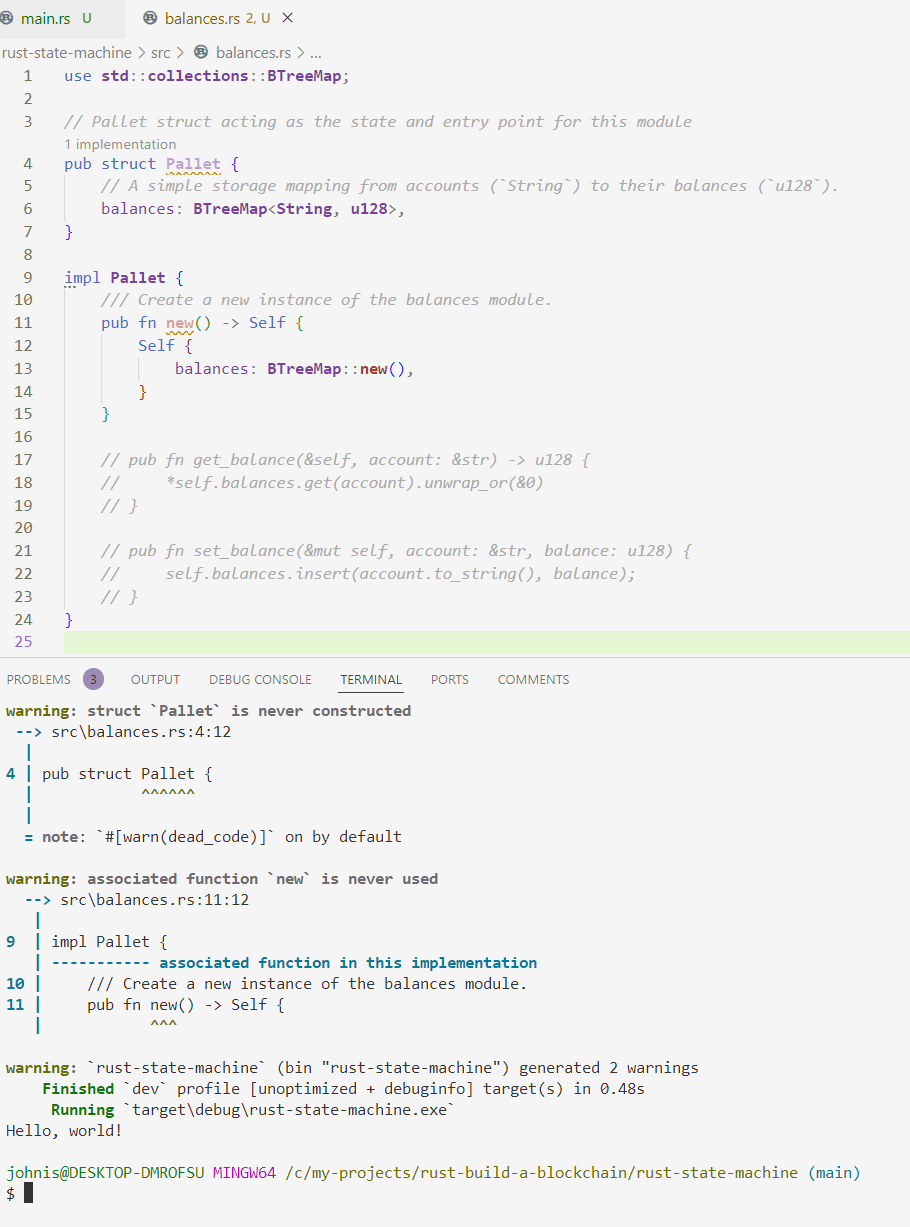 main.rs U balances.rs 2, U ×
rust-state-machine > src > balances.rs > ...
1 use std::collections::BTreeMap;
2
3 // Pallet struct acting as the state and entry point for this module
1 implementation
4 pub struct Pallet {
5     // A simple storage mapping from accounts (`String`) to their balances (`u128`).
6     balances: BTreeMap<String, u128>,
7 }
8
9 impl Pallet {
10     /// Create a new instance of the balances module.
11     pub fn new() -> Self {
12         Self {
13             balances: BTreeMap::new(),
14         }
15     }
16
17     // pub fn get_balance(&self, account: &str) -> u128 {
18     //     *self.balances.get(account).unwrap_or(&0)
19     // }
20
21     // pub fn set_balance(&mut self, account: &str, balance: u128) {
22     //     self.balances.insert(account.to_string(), balance);
23     // }
24 }
25
PROBLEMS 3 OUTPUT DEBUG CONSOLE TERMINAL PORTS COMMENTS
warning: struct `Pallet` is never constructed
 --> src\balances.rs:4:12
  |
4 | pub struct Pallet {
  |            ^^^^^^
  |
  = note: `#[warn(dead_code)]` on by default
warning: associated function `new` is never used
  --> src\balances.rs:11:12
   |
9  | impl Pallet {
   | ----------- associated function in this implementation
10 |     /// Create a new instance of the balances module.
11 |     pub fn new() -> Self {
   |            ^^^
warning: `rust-state-machine` (bin "rust-state-machine") generated 2 warnings
    Finished `dev` profile [unoptimized + debuginfo] target(s) in 0.48s
     Running `target\debug\rust-state-machine.exe`
Hello, world!
johnis@DESKTOP-DMROFSU MINGW64 /c/my-projects/rust-build-a-blockchain/rust-state-machine (main)
$